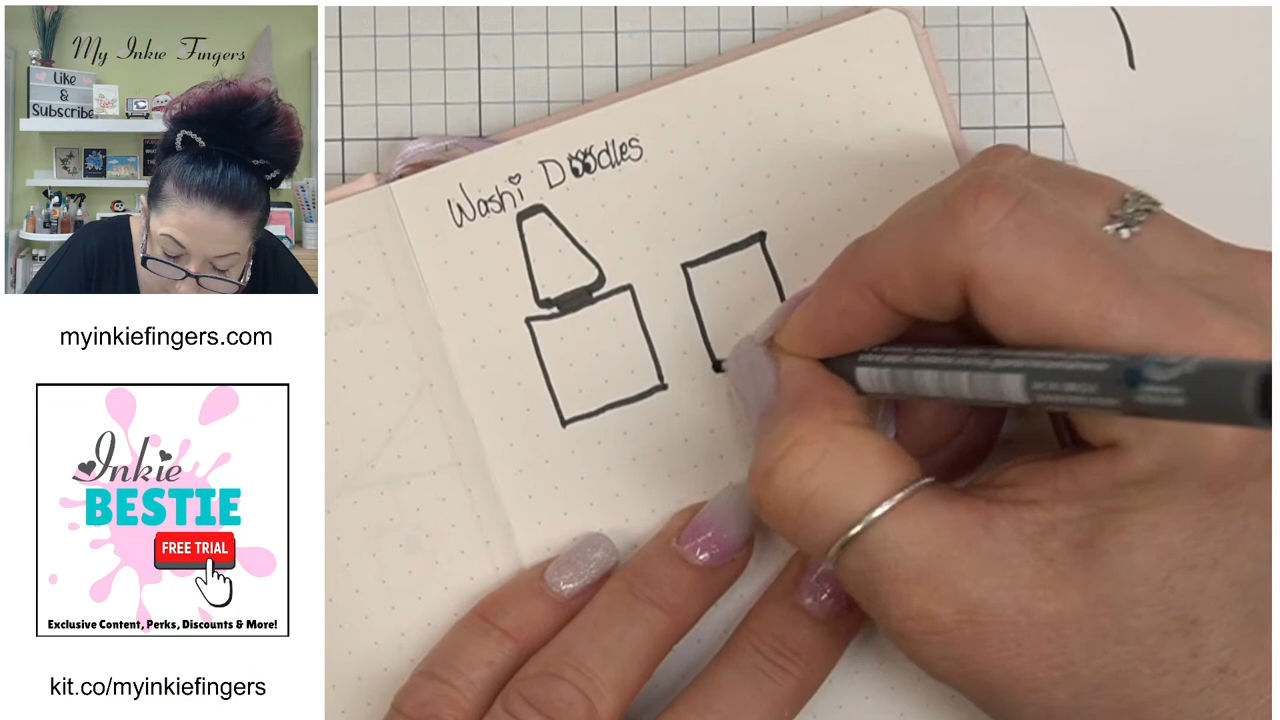 My Inkie Fingers
Like
&
Subscribe
myinkiefingers.com
Inkie
BESTIE
FREE TRIAL
Exclusive Content, Perks, Discounts & More!
kit.co/myinkiefingers
Washi Doodles